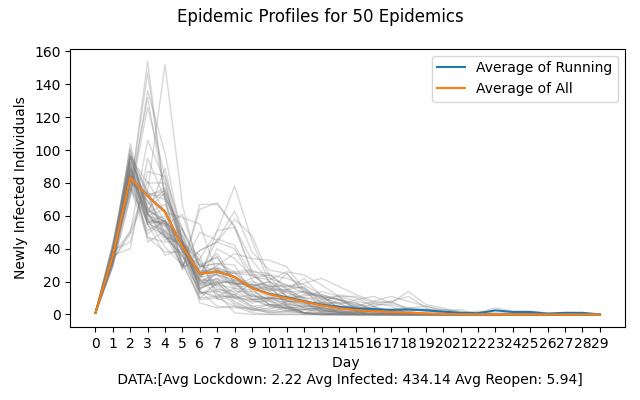 Epidemic Profiles for 50 Epidemics
160
140
120
100
80
60
40
20
0
Newly Infected Individuals
Average of Running
Average of All
0 1 2 3 4 5 6 7 8 9 10 11 12 13 14 15 16 17 18 19 20 21 22 23 24 25 26 27 28 29
Day
DATA:[Avg Lockdown: 2.22 Avg Infected: 434.14 Avg Reopen: 5.94]